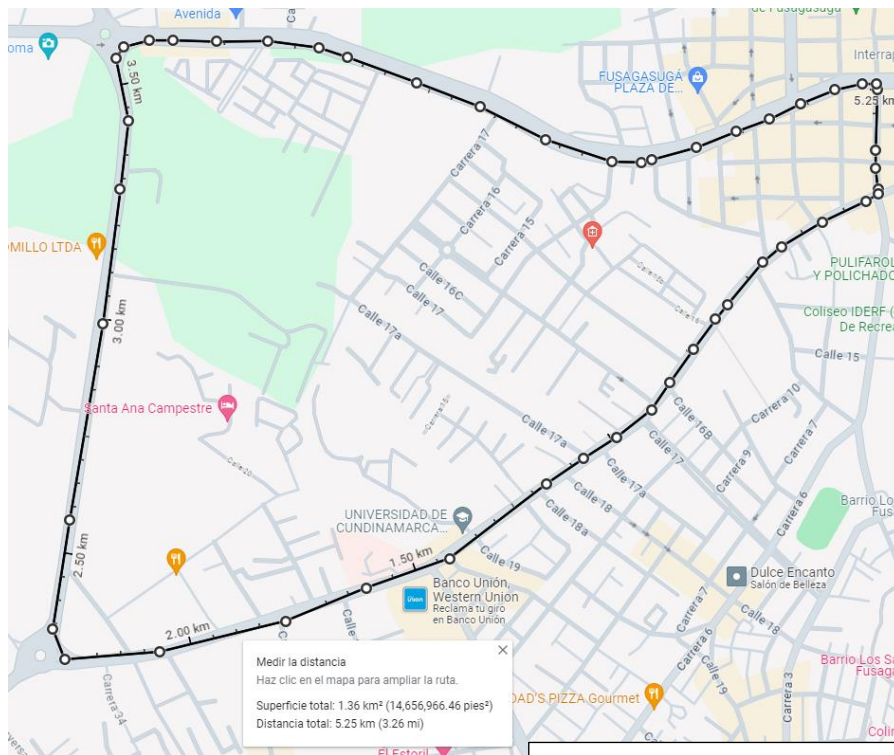 de Fusagasugá
Avenida
oma
Interrap
FUSAGASUGÁ
PLAZA DE...
3.50 km
5.25 km
Carrera 17
Carrera 16
Carrera 15
OMILLO LTDA
Calle 16C
Calle 17
Calle 17a
PULIFAROL
Y POLICHADO
3.00 km
Coliseo IDERF (
De Recrea
Calle 15
Santa Ana Campestre
Carrera 10
Calle 16B
Calle 17a
Calle 17
Carrera 9
Carrera 7
Calle 20
Calle 17a
Carrera 6
Calle 18
Calle 18a
Barrio Lo
Fusa
UNIVERSIDAD DE
CUNDINAMARCA...
2.50 km
1.50 km
Calle 19
Banco Unión,
Western Union
Reclama tu giro
en Banco Unión
Dulce Encanto
Salón de Belleza
Carrera 7
Calle 18
2.00 km
Carrera 6
Calle 19
Carrera 3
Barrio Los Sa
Fusaga
Medir la distancia
Haz clic en el mapa para ampliar la ruta.
Superficie total: 1.36 km² (14,656,966.46 pies²)
Distancia total: 5.25 km (3.26 mi)
Carrera 34
DAD'S PIZZA Gourmet
El Estoril
Coli